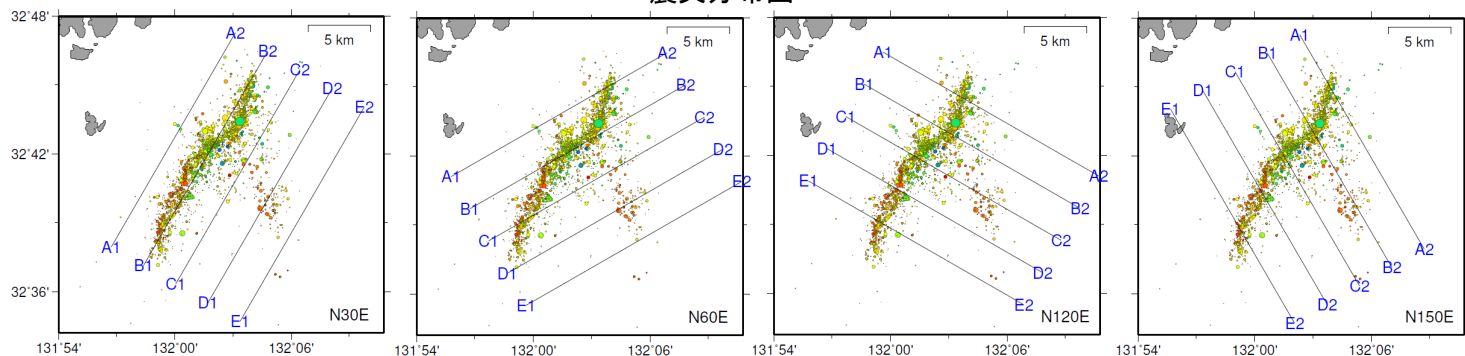 5 km
5 km
5 km
5 km
32°48'
32°42'
32°36'
A2
B2
C2
D2
E2
A1
B1
C1
D1
E1
N30E
A2
B2
C2
D2
E2
A1
B1
C1
D1
E1
N60E
A1
B1
C1
D1
E1
A2
B2
C2
D2
E2
N120E
A1
B1
C1
D1
E1
A2
B2
C2
D2
E2
N150E
131°54' 132°00' 132°06'
131°54' 132°00' 132°06'
131°54' 132°00' 132°06'
131°54' 132°00' 132°06'